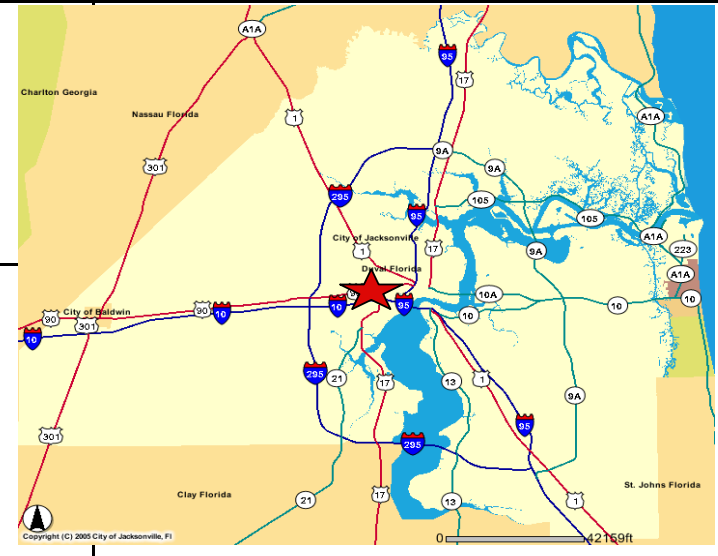 A1A
95
17
Charlton Georgia
Nassau Florida
1
A1A
301
9A
9A
295
105
95
105
A1A
City of Jacksonville
1
17
9A
223
Duval Florida
A1A
10A
10
90
City of Baldwin
90
10
10
95
10
10
301
10
295
21
17
13
1
9A
301
95
295
Clay Florida
St. Johns Florida
21
17
13
1
Copyright (C) 2005 City of Jacksonville, Fl
0
42159ft